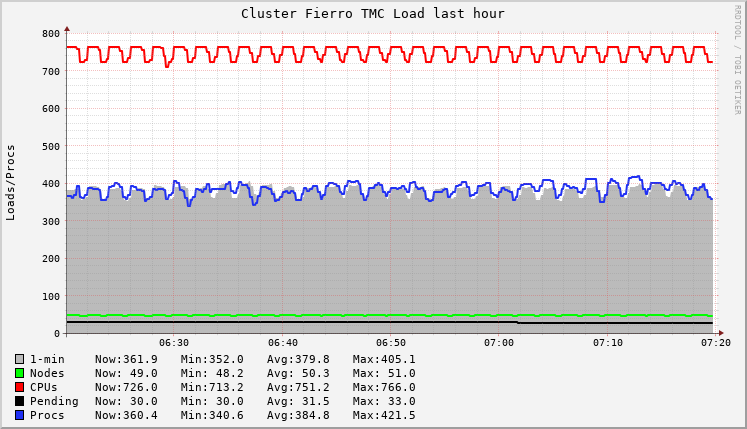 Cluster Fierro TMC Load last hour
RRDTOOL / TOBI OETIKER
Loads/Procs
800
700
600
500
400
300
200
100
0
06:30 06:40 06:50 07:00 07:10 07:20
1-min Now:361.9 Min:352.0 Avg:379.8 Max:405.1
Nodes Now: 49.0 Min: 48.2 Avg: 50.3 Max: 51.0
CPUs Now:726.0 Min:713.2 Avg:751.2 Max:766.0
Pending Now: 30.0 Min: 30.0 Avg: 31.5 Max: 33.0
Procs Now:360.4 Min:340.6 Avg:384.8 Max:421.5